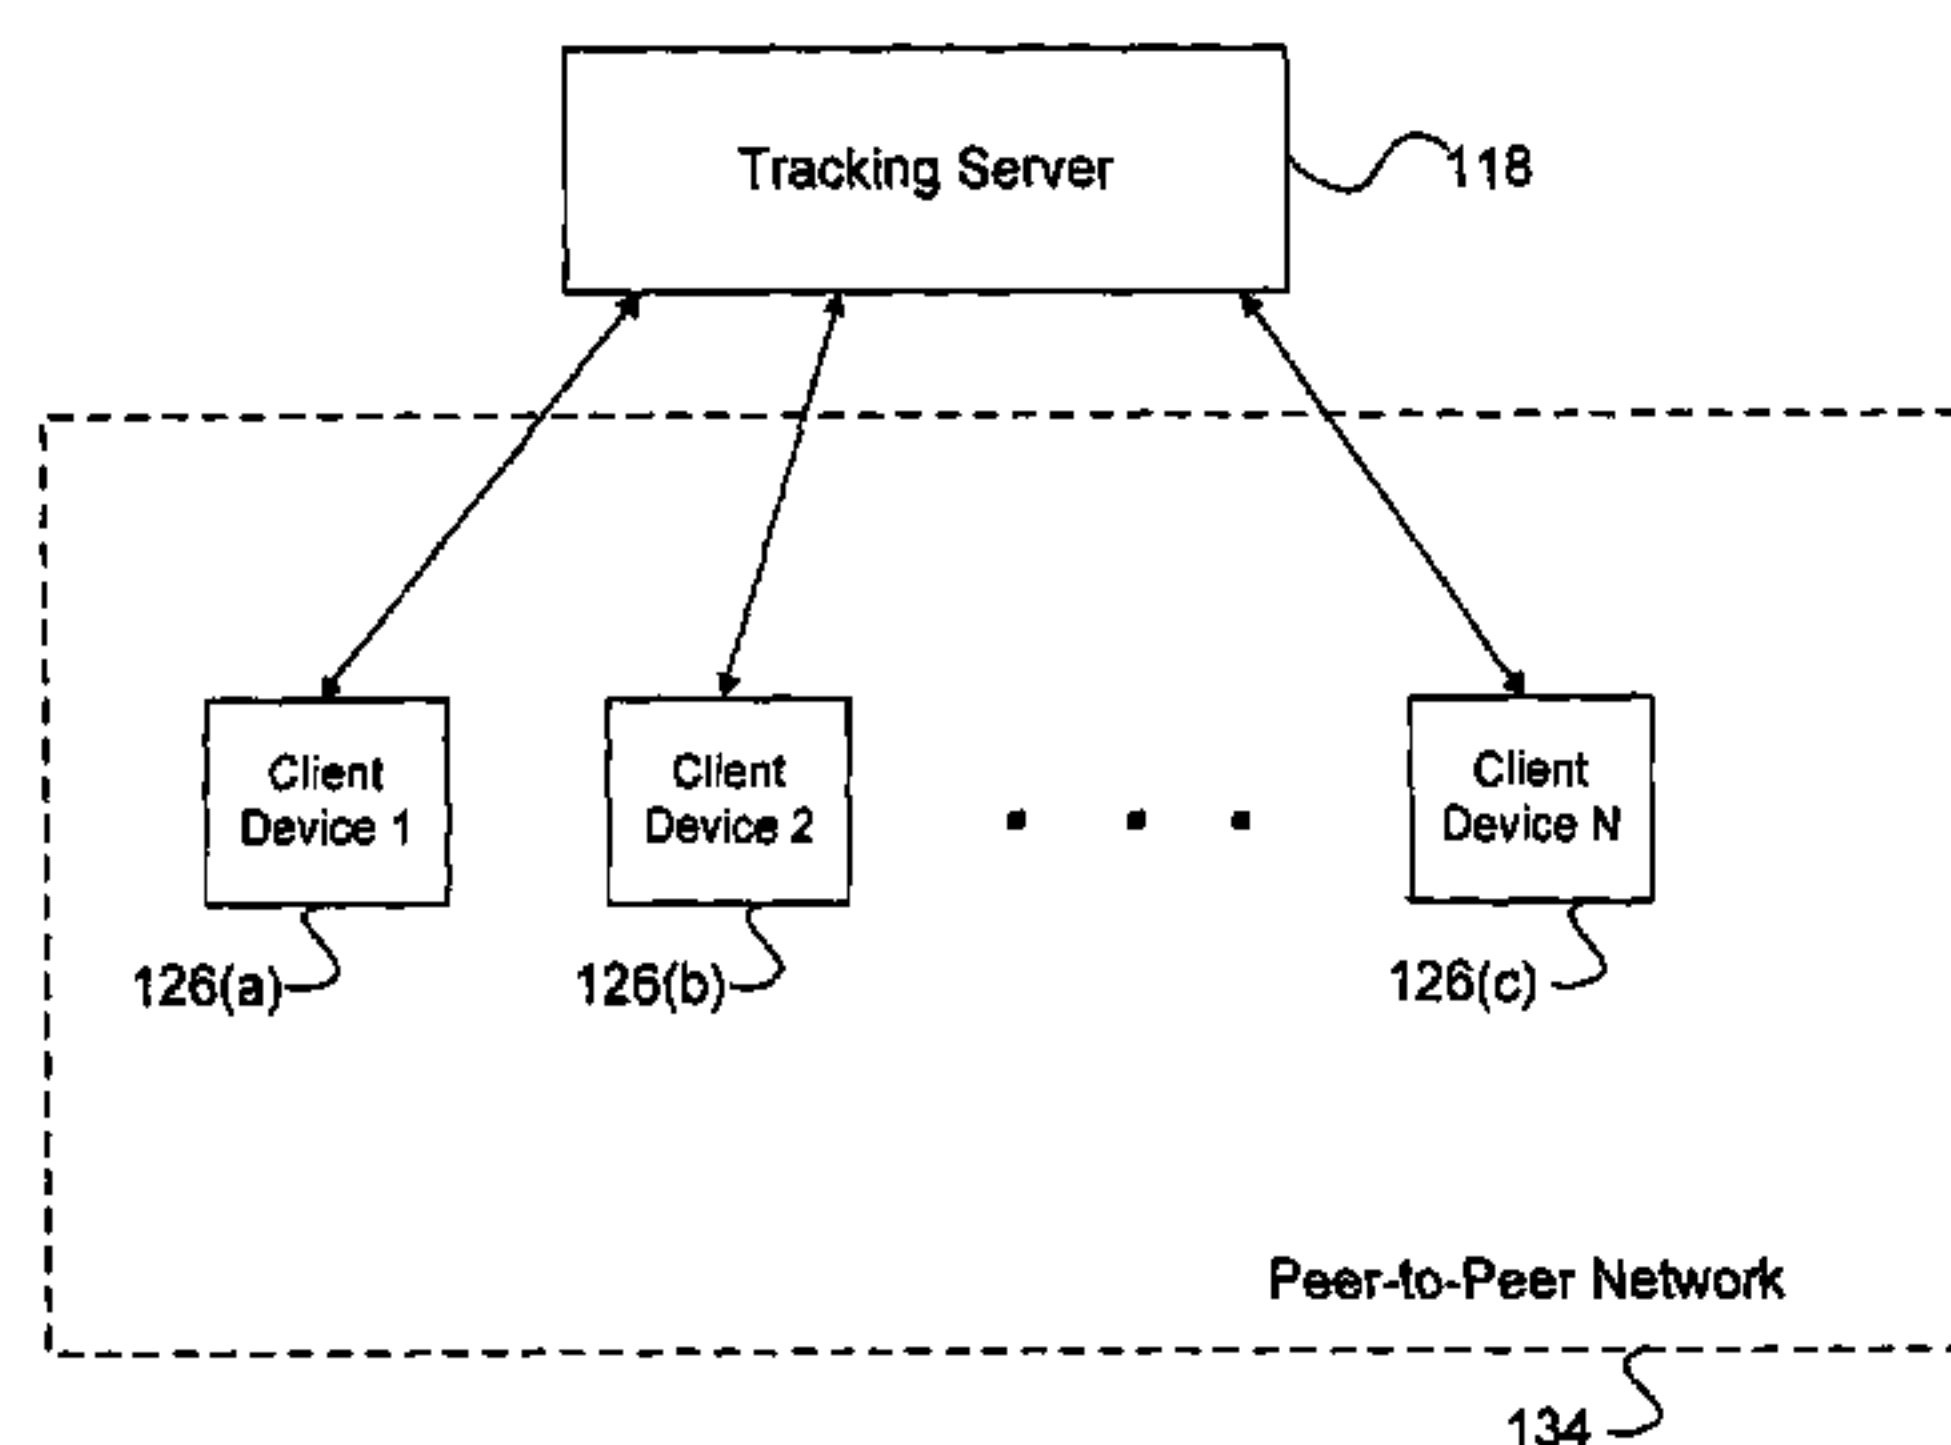 Tracking Server
118
Client
Device 1
Client
Device 2
Client
Device N
126(a)
126(b)
126(c)
Peer-to-Peer Network
134